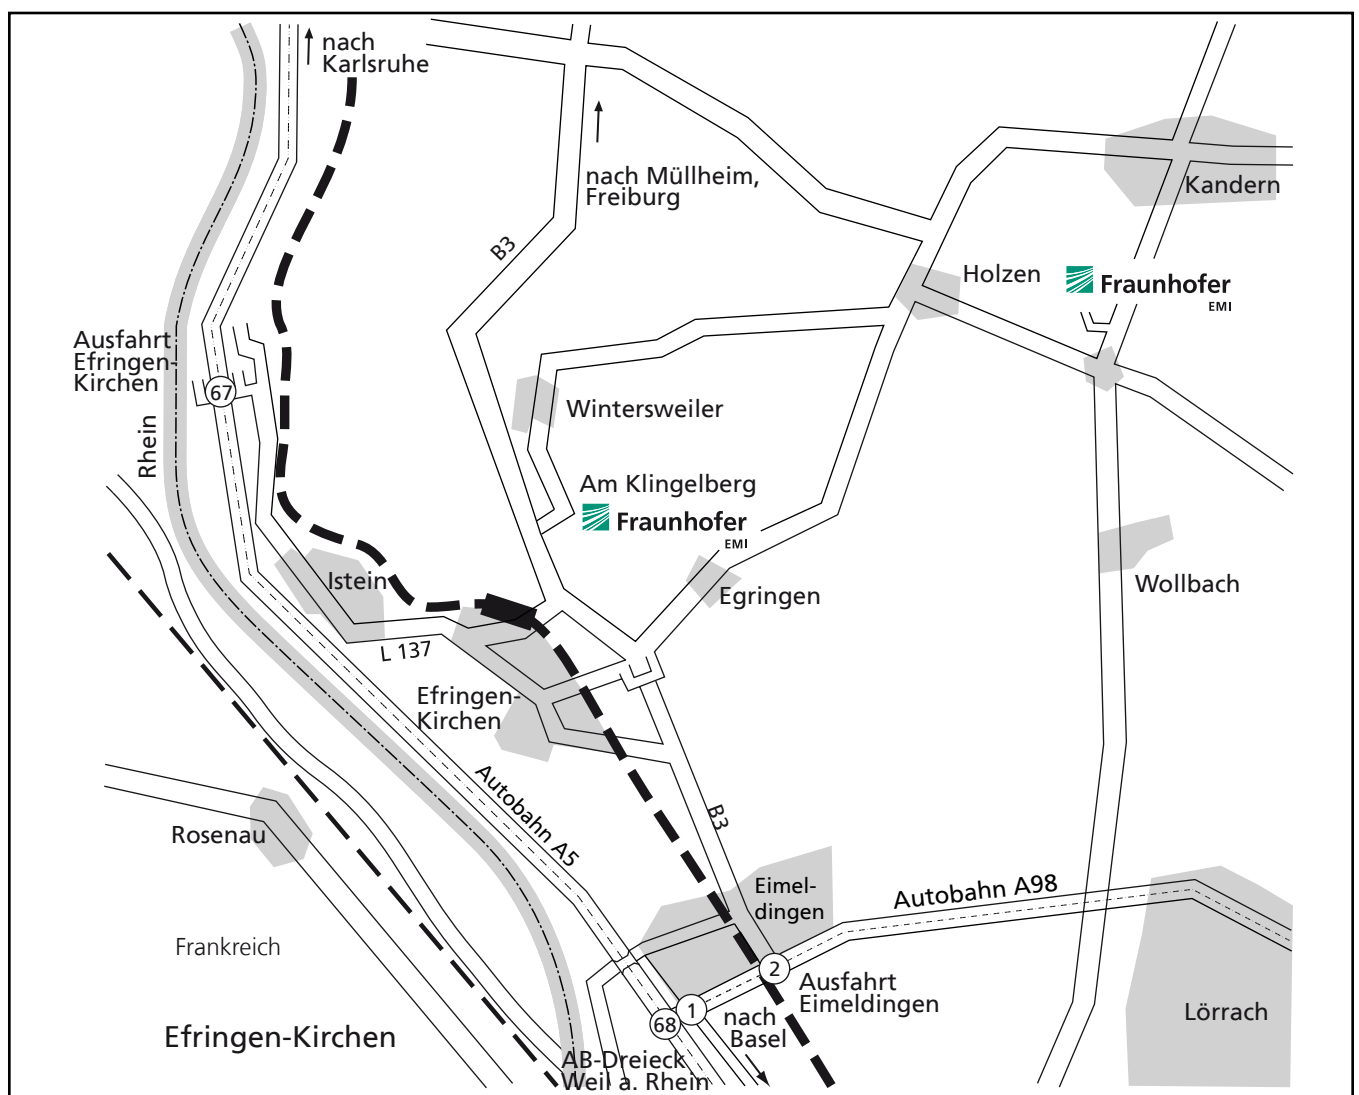 nach
Karlsruhe
nach Müllheim,
Freiburg
Kandern
B3
Holzen
Fraunhofer
EMI
Ausfahrt
Efringen-
Kirchen
67
Rhein
Wintersweiler
Am Klingelberg
Fraunhofer
EMI
Istein
Egringen
Wollbach
L 137
Efringen-
Kirchen
Autobahn A5
B3
Rosenau
Eimel-
dingen
Autobahn A98
Frankreich
2
Ausfahrt
Eimeldingen
1
68
nach
Basel
Lörrach
Efringen-Kirchen
AB-Dreieck
Weil a. Rhein